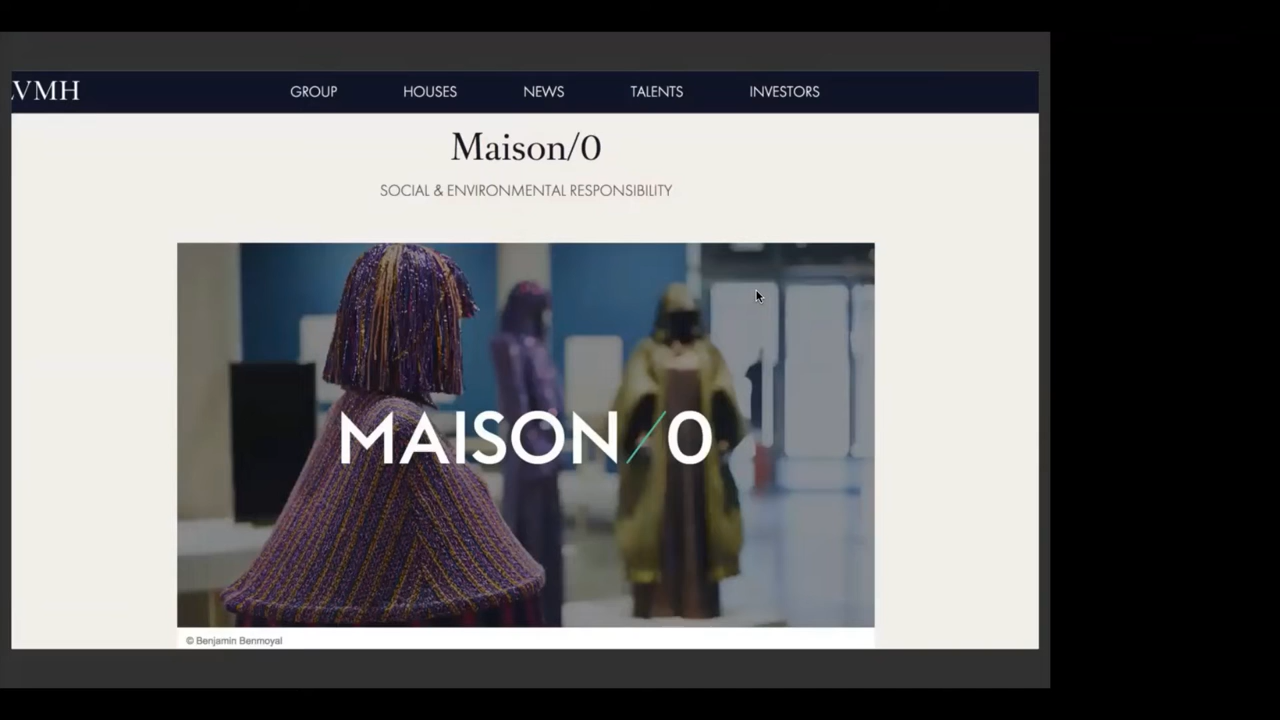 VMH
GROUP HOUSES NEWS TALENTS INVESTORS
Maison/0
SOCIAL & ENVIRONMENTAL RESPONSIBILITY
MAISON/0
© Benjamin Benmoyal